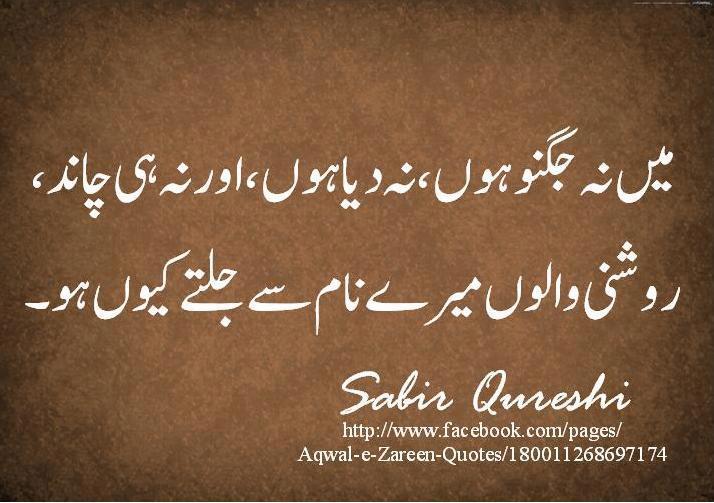 میں نہ جگنو ہوں، نہ دیا ہوں، اور نہ ہی چاند،
روشنی والوں میرے نام سے جلتے کیوں ہو۔
Sabir Qureshi
http://www.facebook.com/pages/
Aqwal-e-Zareen-Quotes/180011268697174